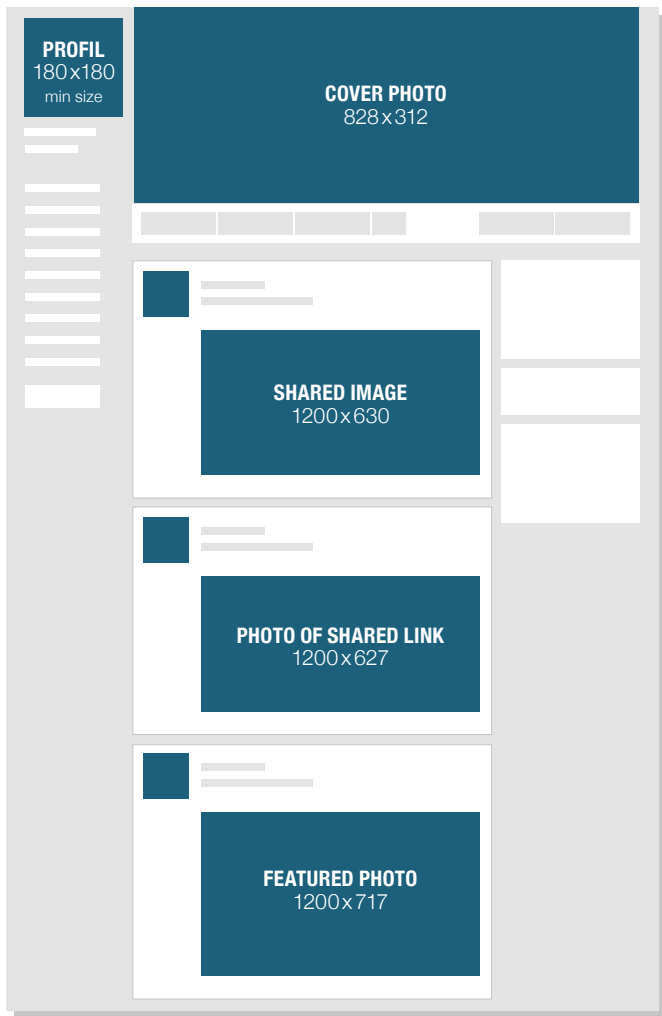 PROFIL
180x180
min size
COVER PHOTO
828x312
SHARED IMAGE
1200x630
PHOTO OF SHARED LINK
1200x627
FEATURED PHOTO
1200x717